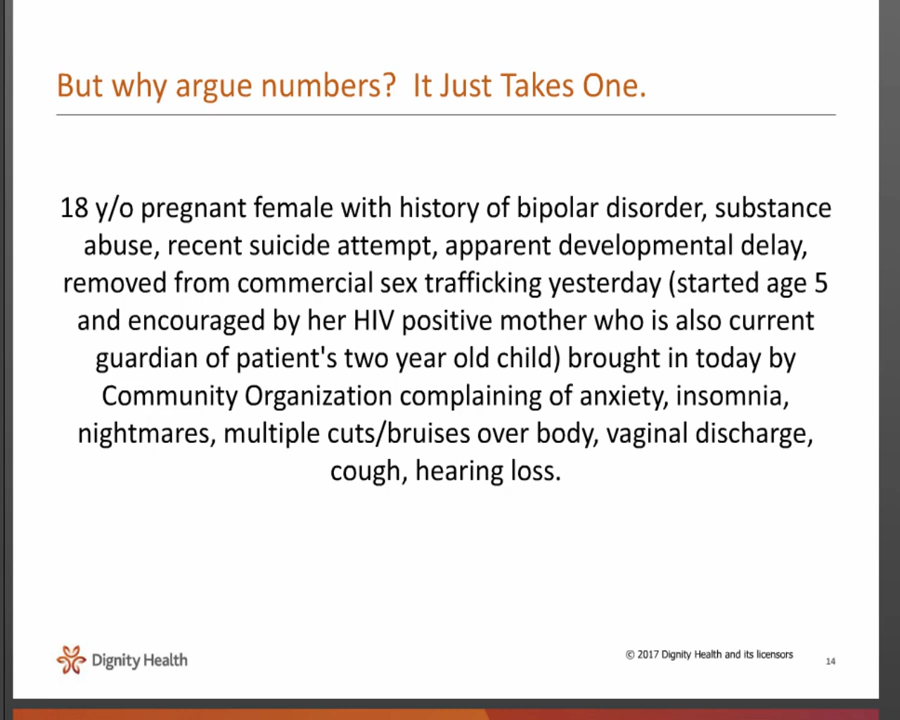 But why argue numbers?  It Just Takes One.
18 y/o pregnant female with history of bipolar disorder, substance
abuse, recent suicide attempt, apparent developmental delay,
removed from commercial sex trafficking yesterday (started age 5
and encouraged by her HIV positive mother who is also current
guardian of patient's two year old child) brought in today by
Community Organization complaining of anxiety, insomnia,
nightmares, multiple cuts/bruises over body, vaginal discharge,
cough, hearing loss.
Dignity Health
© 2017 Dignity Health and its licensors
14